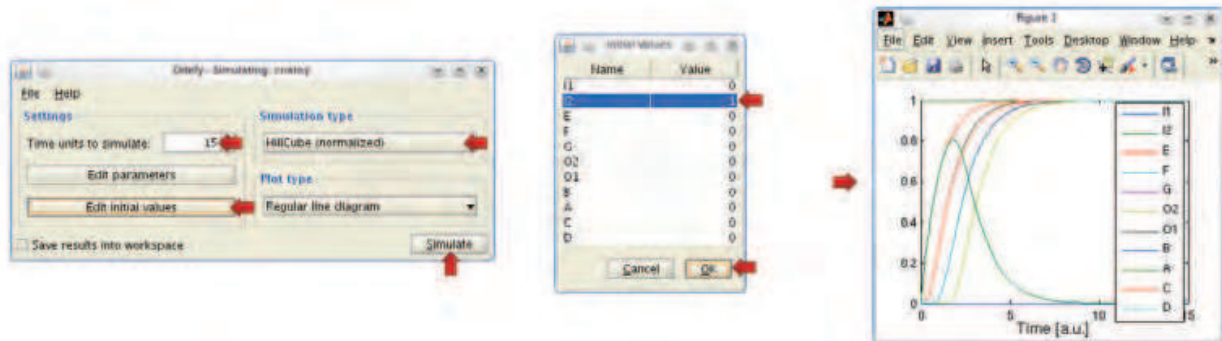 Odefy - Simulating: cnatoy
File Help
Settings
Time units to simulate: 15
Edit parameters
Edit initial values
Save results into workspace
Simulation type
HillCube (normalized)
Plot type
Regular line diagram
Simulate
Initial Values
Name Value
I1 0
I2 1
E 0
F 0
G 0
O2 0
O1 0
B 0
A 0
C 0
D 0
Cancel OK
Figure 1
File Edit View Insert Tools Desktop Window Help
1
0.8
0.6
0.4
0.2
0
0 5 10 15
Time [a.u.]
I1
I2
E
F
G
O2
O1
B
A
C
D